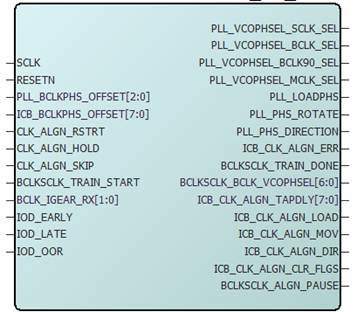 PLL_VCOPHSEL_SCLK_SEL
PLL_VCOPHSEL_BCLK_SEL
SCLK
PLL_VCOPHSEL_BCLK90_SEL
RESETN
PLL_VCOPHSEL_MCLK_SEL
PLL_BCLKPHS_OFFSET[2:0]
PLL_LOADPHS
ICB_BCLKPHS_OFFSET[7:0]
PLL_PHS_ROTATE
CLK_ALGN_RSTRT
PLL_PHS_DIRECTION
CLK_ALGN_HOLD
ICB_CLK_ALGN_ERR
CLK_ALGN_SKIP
BCLKSCLK_TRAIN_DONE
BCLKSCLK_TRAIN_START
BCLKSCLK_BCLK_VCOPHSEL[6:0]
BCLK_IGEAR_RX[1:0]
ICB_CLK_ALGN_TAPDLY[7:0]
IOD_EARLY
ICB_CLK_ALGN_LOAD
IOD_LATE
ICB_CLK_ALGN_MOV
IOD_OOR
ICB_CLK_ALGN_DIR
ICB_CLK_ALGN_CLR_FLGS
BCLKSCLK_ALGN_PAUSE